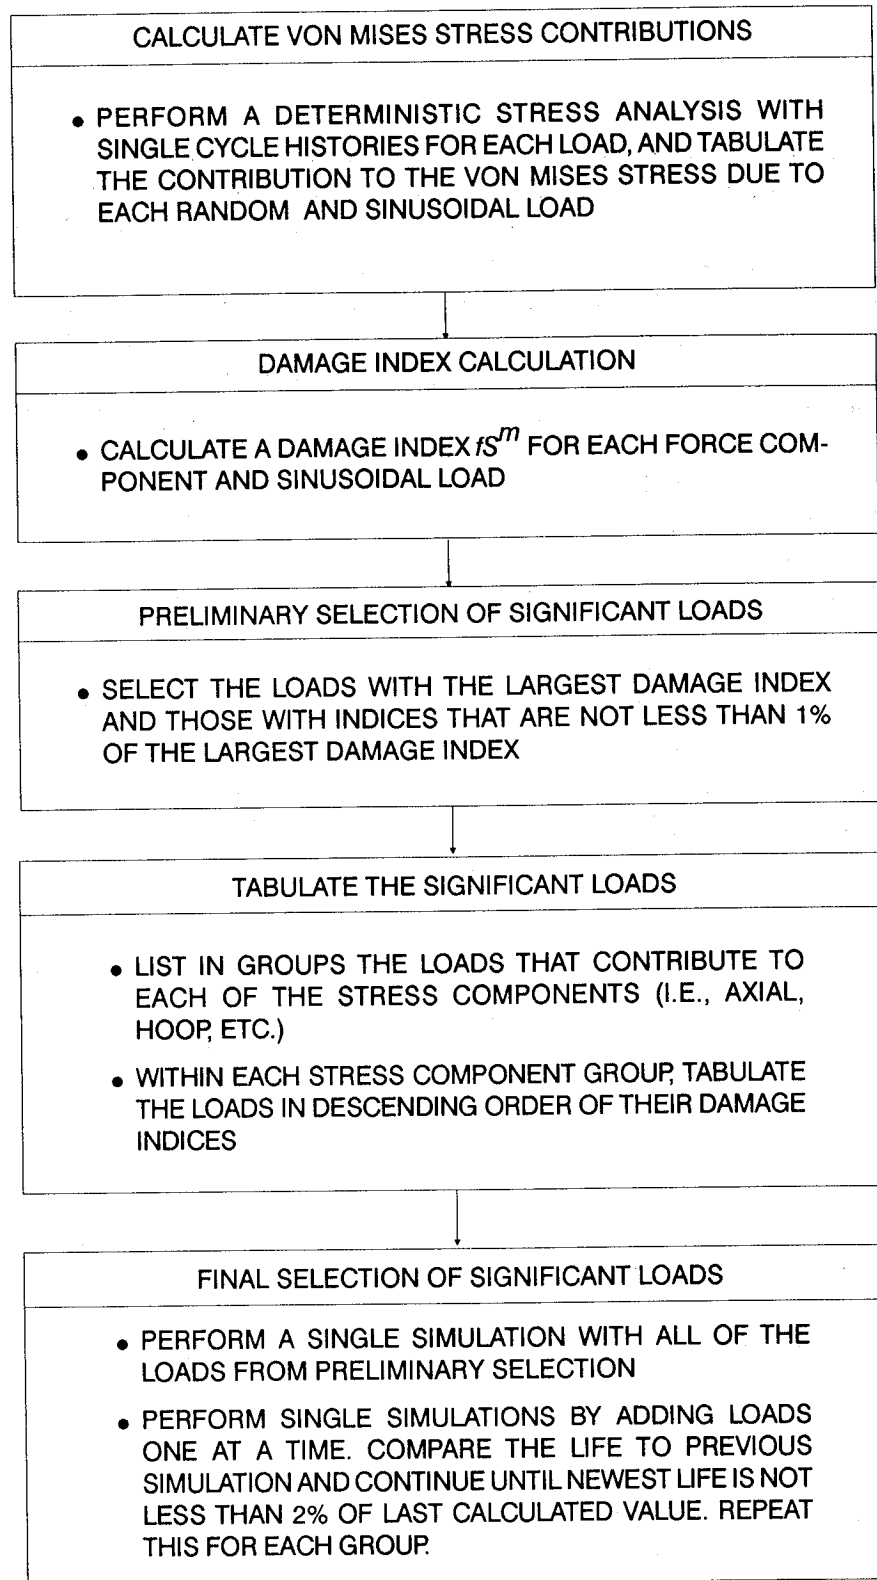 CALCULATE VON MISES STRESS CONTRIBUTIONS
• PERFORM A DETERMINISTIC STRESS ANALYSIS WITH
SINGLE CYCLE HISTORIES FOR EACH LOAD, AND TABULATE
THE CONTRIBUTION TO THE VON MISES STRESS DUE TO
EACH RANDOM AND SINUSOIDAL LOAD
DAMAGE INDEX CALCULATION
• CALCULATE A DAMAGE INDEX fS^m FOR EACH FORCE COM-
PONENT AND SINUSOIDAL LOAD
PRELIMINARY SELECTION OF SIGNIFICANT LOADS
• SELECT THE LOADS WITH THE LARGEST DAMAGE INDEX
AND THOSE WITH INDICES THAT ARE NOT LESS THAN 1%
OF THE LARGEST DAMAGE INDEX
TABULATE THE SIGNIFICANT LOADS
• LIST IN GROUPS THE LOADS THAT CONTRIBUTE TO
EACH OF THE STRESS COMPONENTS (I.E., AXIAL,
HOOP, ETC.)
• WITHIN EACH STRESS COMPONENT GROUP, TABULATE
THE LOADS IN DESCENDING ORDER OF THEIR DAMAGE
INDICES
FINAL SELECTION OF SIGNIFICANT LOADS
• PERFORM A SINGLE SIMULATION WITH ALL OF THE
LOADS FROM PRELIMINARY SELECTION
• PERFORM SINGLE SIMULATIONS BY ADDING LOADS
ONE AT A TIME. COMPARE THE LIFE TO PREVIOUS
SIMULATION AND CONTINUE UNTIL NEWEST LIFE IS NOT
LESS THAN 2% OF LAST CALCULATED VALUE. REPEAT
THIS FOR EACH GROUP.